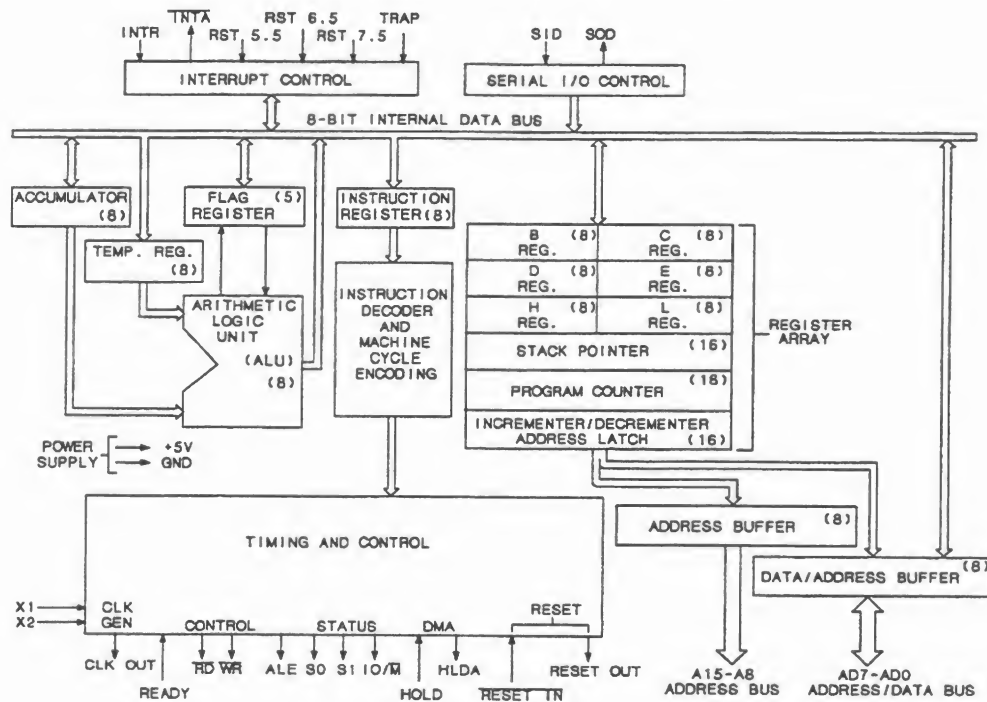 INTR
INTA
RST 5.5
RST 6.5
RST 7.5
TRAP
SID
SOD
INTERRUPT CONTROL
SERIAL I/O CONTROL
8-BIT INTERNAL DATA BUS
ACCUMULATOR
(8)
TEMP. REG.
(8)
FLAG (5)
REGISTER
INSTRUCTION
REGISTER(8)
ARITHMETIC
LOGIC
UNIT
(ALU)
(8)
INSTRUCTION
DECODER
AND
MACHINE
CYCLE
ENCODING
B (8)
REG.
C (8)
REG.
D (8)
REG.
E (8)
REG.
H (8)
REG.
L (8)
REG.
STACK POINTER (16)
PROGRAM COUNTER (16)
INCREMENTER/DECREMENTER
ADDRESS LATCH (16)
REGISTER
ARRAY
POWER
SUPPLY
+5V
GND
TIMING AND CONTROL
ADDRESS BUFFER (8)
DATA/ADDRESS BUFFER (8)
X1
X2
CLK
GEN
CONTROL
STATUS
DMA
RESET
CLK OUT
READY
RD WR
ALE S0 S1 IO/M
HOLD
HLDA
RESET IN
RESET OUT
A15-A8
ADDRESS BUS
AD7-AD0
ADDRESS/DATA BUS